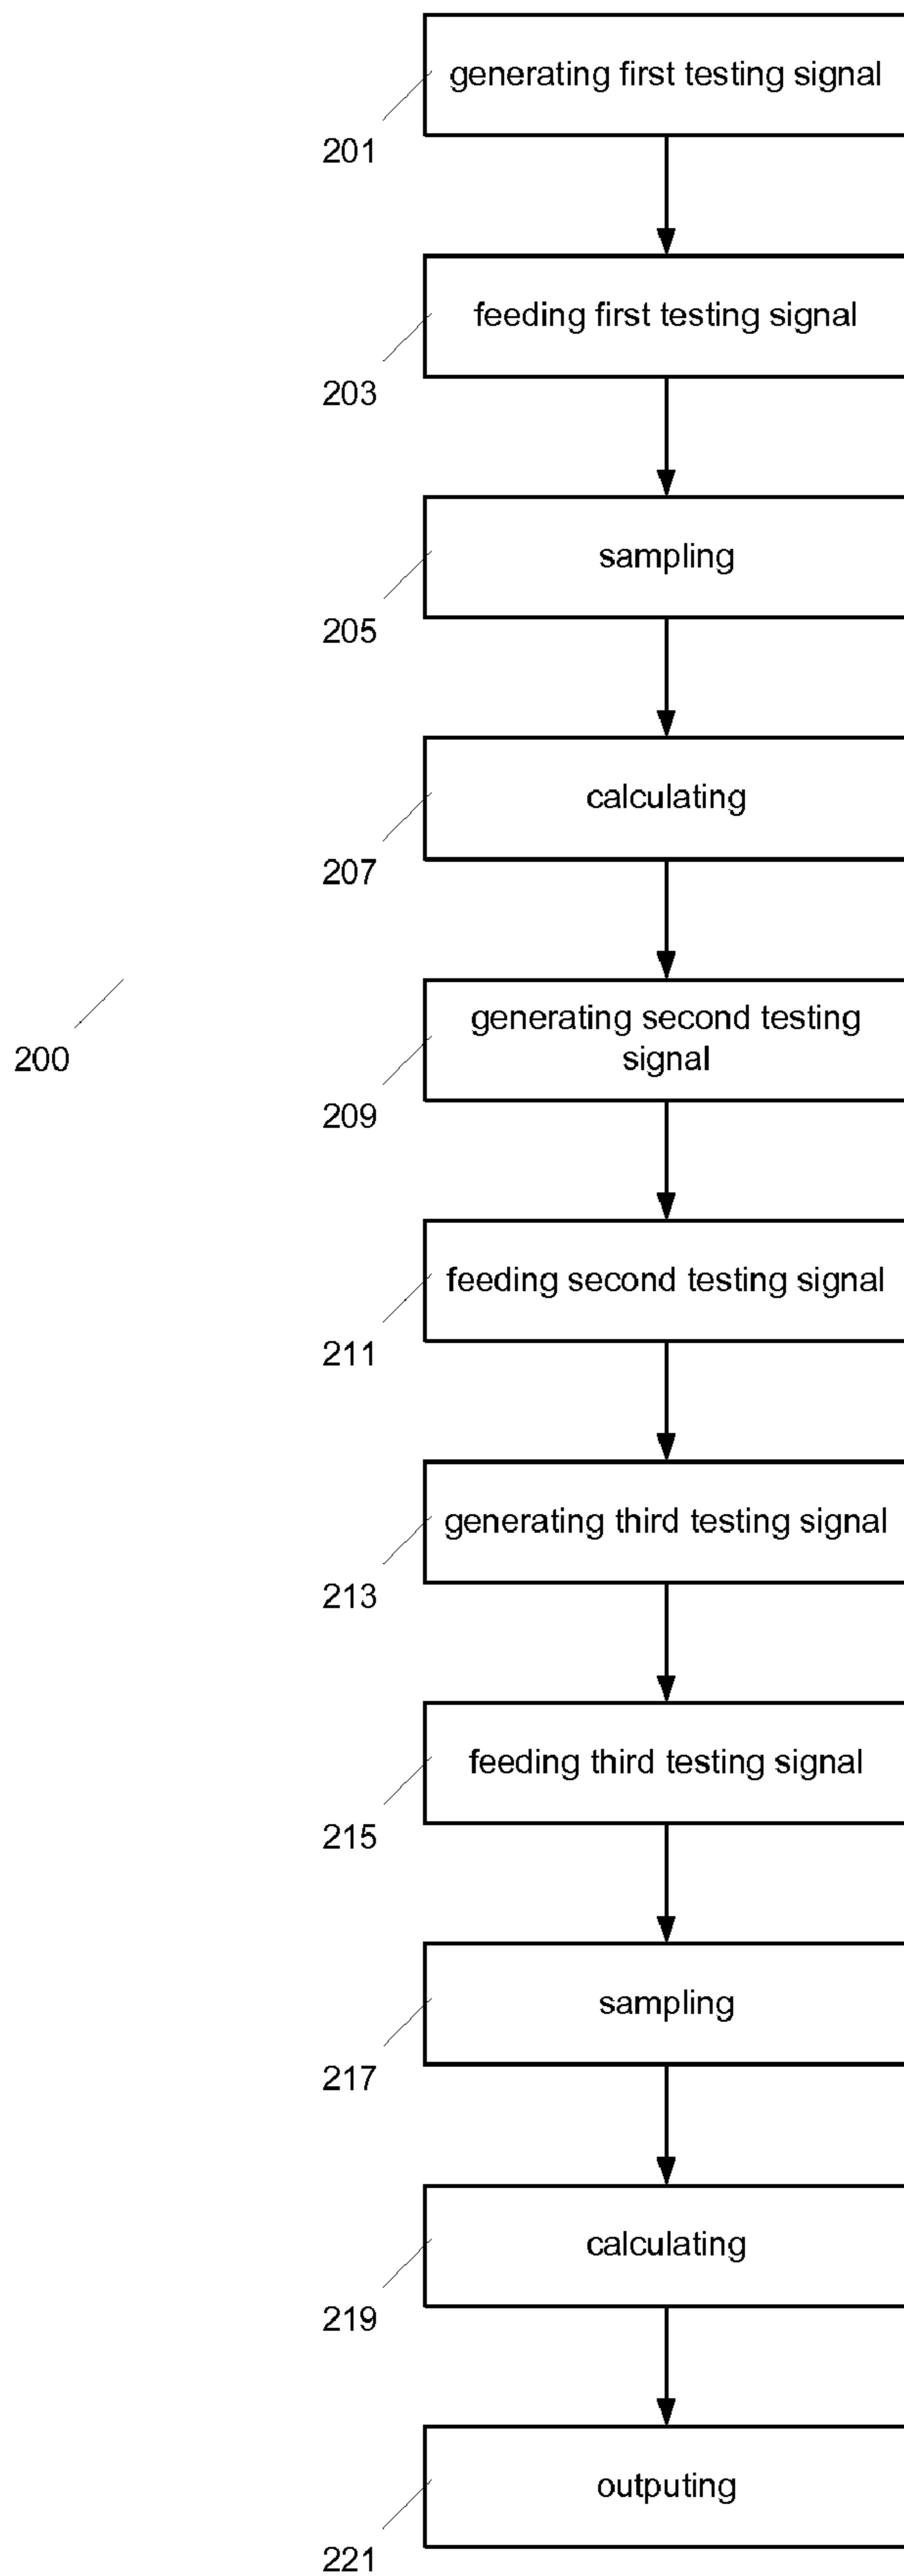 generating first testing signal
201
feeding first testing signal
203
sampling
205
calculating
207
generating second testing
signal
200
209
feeding second testing signal
211
generating third testing signal
213
feeding third testing signal
215
sampling
217
calculating
219
outputing
221